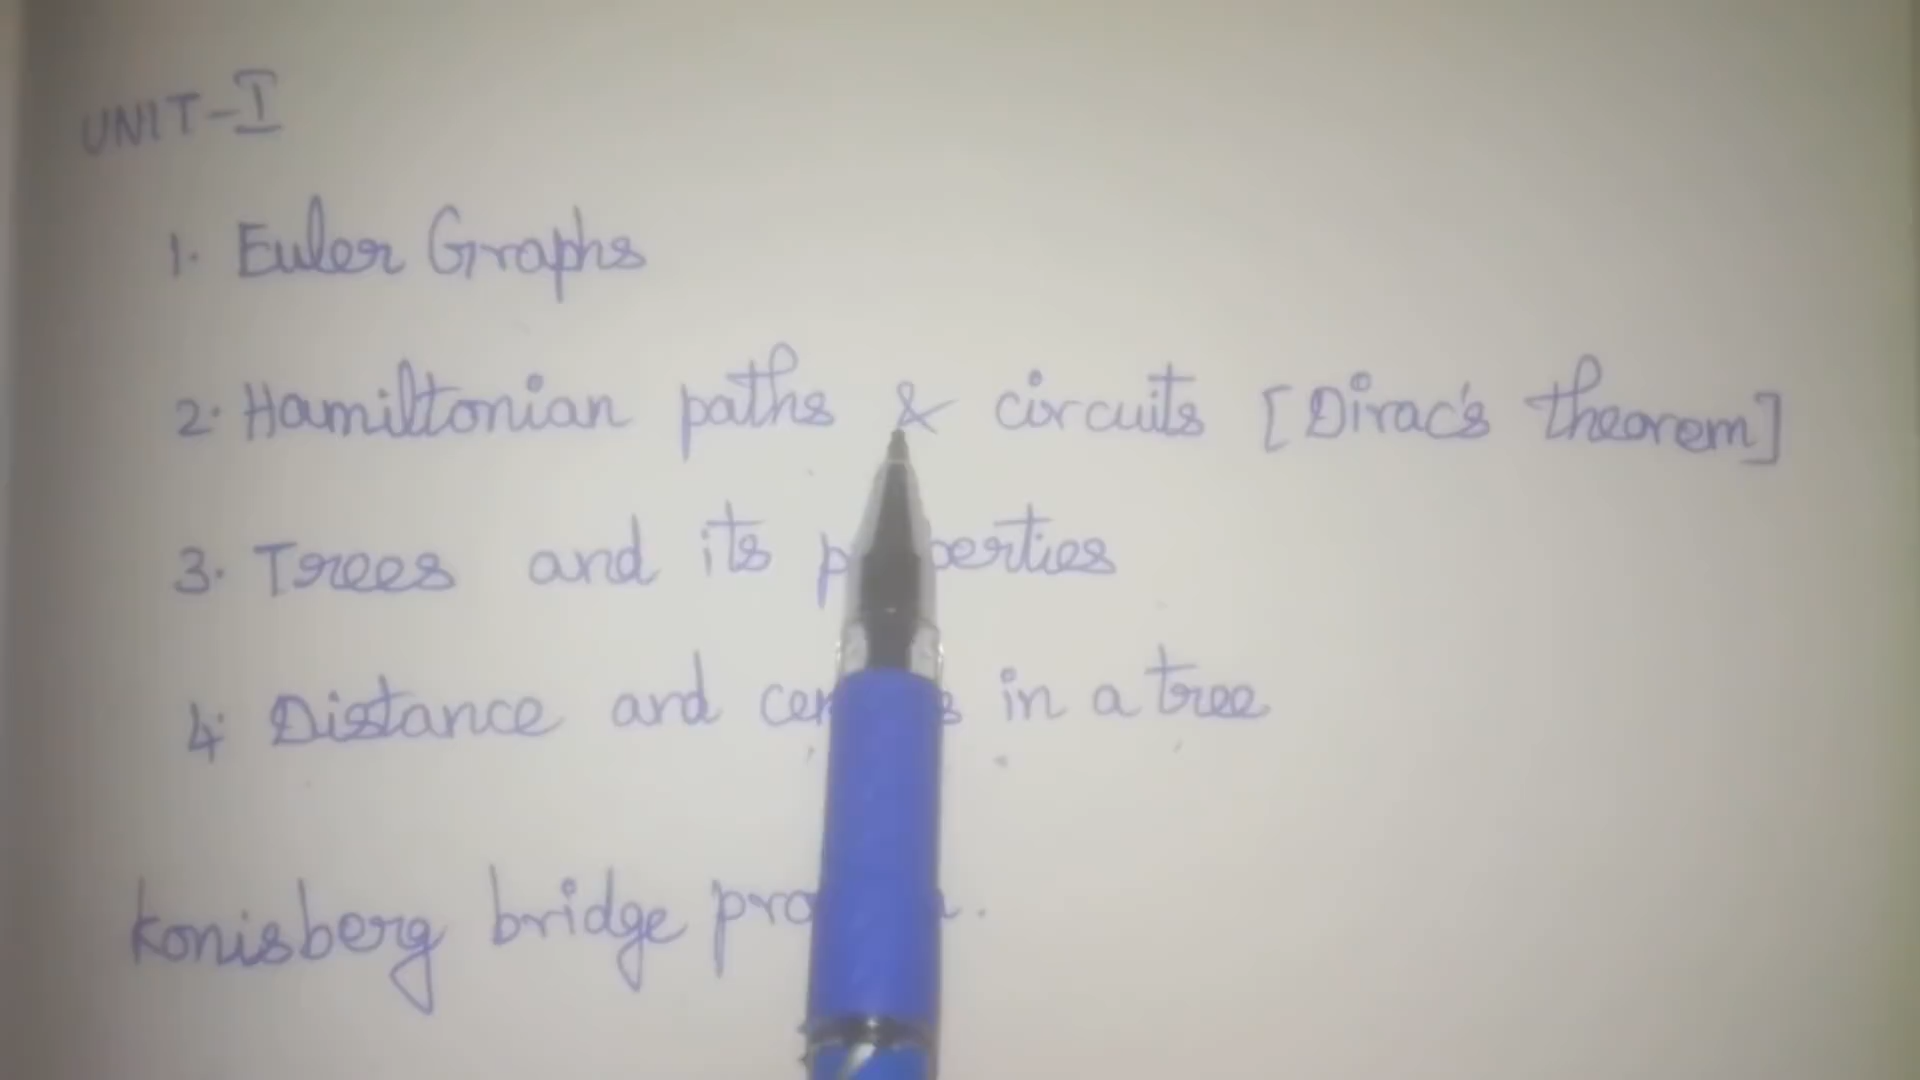 UNIT-I
1. Euler Graphs
2. Hamiltonian paths & circuits [Dirac's theorem]
3. Trees and its properties
4. Distance and in a tree
Konisberg bridge